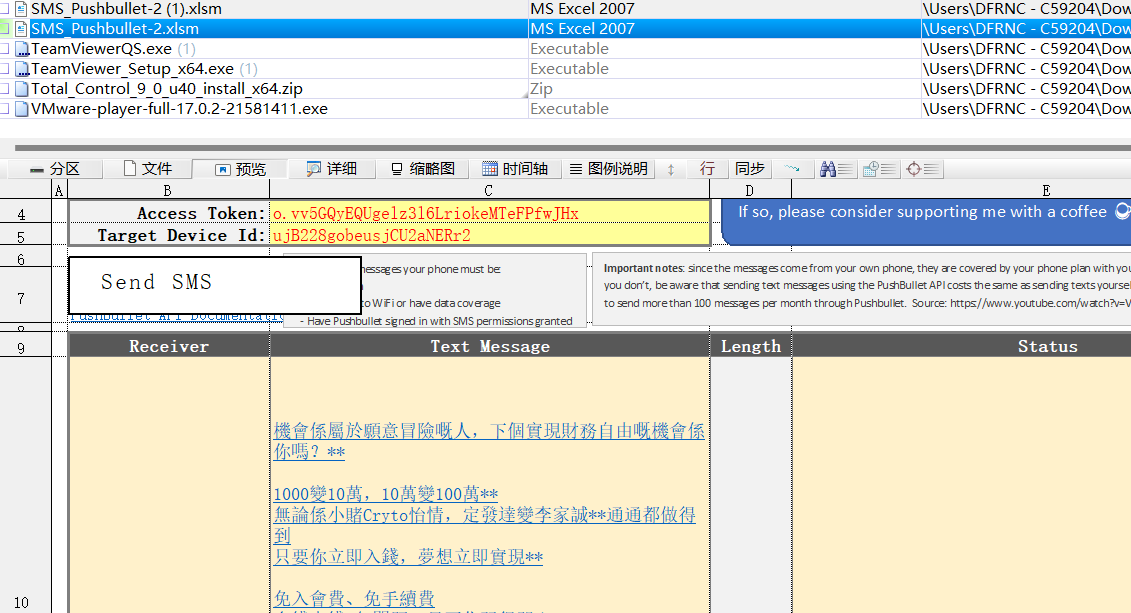 SMS_Pushbullet-2 (1).xlsm MS Excel 2007 \Users\DFRNC - C59204\Dow
SMS_Pushbullet-2.xlsm MS Excel 2007 \Users\DFRNC - C59204\Dow
TeamViewerQS.exe (1) Executable \Users\DFRNC - C59204\Dow
TeamViewer_Setup_x64.exe (1) Executable \Users\DFRNC - C59204\Dow
Total_Control_9_0_u40_install_x64.zip Zip \Users\DFRNC - C59204\Dow
VMware-player-full-17.0.2-21581411.exe Executable \Users\DFRNC - C59204\Dow
分区 文件 预览 详细 缩略图 时间轴 图例说明 行 同步
A B C D E
4 Access Token: o.vv5GQyEQUgelz3l6LriokeMTeFPfwJHx If so, please consider supporting me with a coffee
5 Target Device Id: ujB228gobeusjCU2aNERr2
6
7
Send SMS
messages your phone must be:
to WiFi or have data coverage
- Have Pushbullet signed in with SMS permissions granted
Pushbullet Api Documentati
Important notes: since the messages come from your own phone, they are covered by your phone plan with you
you don't, be aware that sending text messages using the PushBullet API costs the same as sending texts yoursel
to send more than 100 messages per month through Pushbullet. Source: https://www.youtube.com/watch?v=V
8
9 Receiver Text Message Length Status
機會係屬於願意冒險嘅人，下個實現財務自由嘅機會係
你嗎？**
1000變10萬，10萬變100萬**
無論係小賭Cryto怡情，定發達變李家誠**通通都做得
到
只要你立即入錢，夢想立即實現**
10
免入會費、免手續費